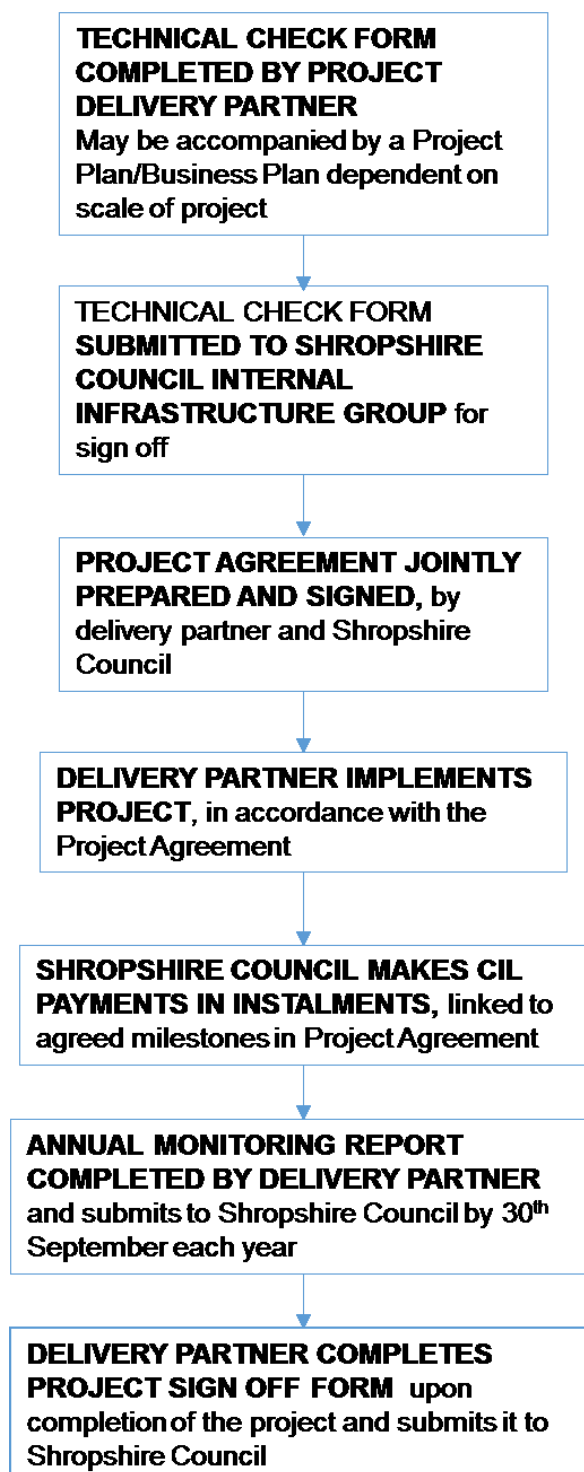 TECHNICAL CHECK FORM
COMPLETED BY PROJECT
DELIVERY PARTNER
May be accompanied by a Project
Plan/Business Plan dependent on
scale of project
TECHNICAL CHECK FORM
SUBMITTED TO SHROPSHIRE
COUNCIL INTERNAL
INFRASTRUCTURE GROUP for
sign off
PROJECT AGREEMENT JOINTLY
PREPARED AND SIGNED, by
delivery partner and Shropshire
Council
DELIVERY PARTNER IMPLEMENTS
PROJECT, in accordance with the
Project Agreement
SHROPSHIRE COUNCIL MAKES CIL
PAYMENTS IN INSTALMENTS, linked to
agreed milestones in Project Agreement
ANNUAL MONITORING REPORT
COMPLETED BY DELIVERY PARTNER
and submits to Shropshire Council by 30th
September each year
DELIVERY PARTNER COMPLETES
PROJECT SIGN OFF FORM upon
completion of the project and submits it to
Shropshire Council